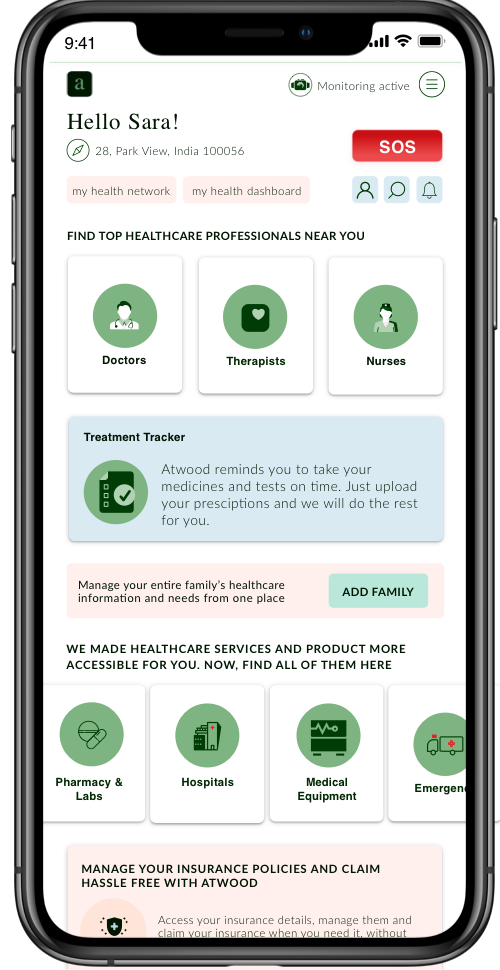 9:41
a
Monitoring active
Hello Sara!
28, Park View, India 100056
SOS
my health network
my health dashboard
FIND TOP HEALTHCARE PROFESSIONALS NEAR YOU
Doctors
Therapists
Nurses
Treatment Tracker
Atwood reminds you to take your
medicines and tests on time. Just upload
your presciptions and we will do the rest
for you.
Manage your entire family's healthcare
information and needs from one place
ADD FAMILY
WE MADE HEALTHCARE SERVICES AND PRODUCT MORE
ACCESSIBLE FOR YOU. NOW, FIND ALL OF THEM HERE
Pharmacy &
Labs
Hospitals
Medical
Equipment
Emergenc
MANAGE YOUR INSURANCE POLICIES AND CLAIM
HASSLE FREE WITH ATWOOD
Access your insurance details, manage them and
claim your insurance when you need it, without